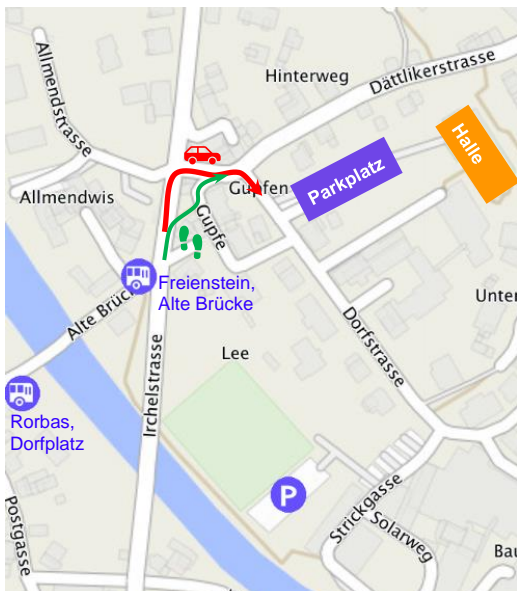 Allmendstrasse
Hinterweg
Dättlikerstrasse
Halle
Parkplatz
Gupfen
Allmendwis
Gupfe
Freienstein,
Alte Brücke
Alte Brück
Unter
Irchelstrasse
Lee
Dorfstrasse
Rorbas,
Dorfplatz
P
Strickgasse
Solarweg
Postgasse
Bau